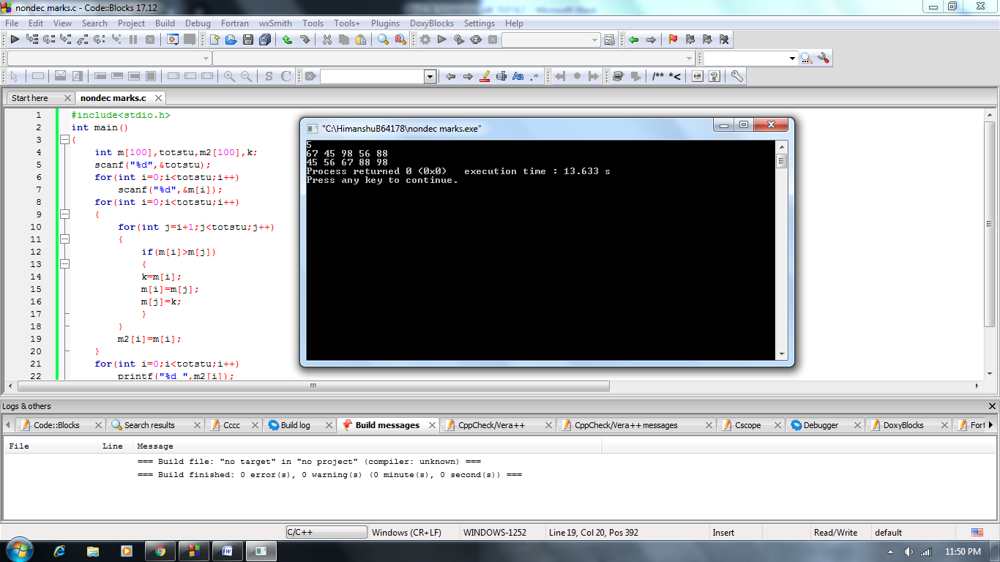 nondec marks.c - Code::Blocks 17.12
File Edit View Search Project Build Debug Fortran wxSmith Tools Tools+ Plugins DoxyBlocks Settings Help
S C Aa .* /** *<
Start here nondec marks.c
1 #include<stdio.h>
2 int main()
3 {
4 int m[100],totstu,m2[100],k;
5 scanf("%d",&totstu);
6 for(int i=0;i<totstu;i++)
7 scanf("%d",&m[i]);
8 for(int i=0;i<totstu;i++)
9 {
10 for(int j=i+1;j<totstu;j++)
11 {
12 if(m[i]>m[j])
13 {
14 k=m[i];
15 m[i]=m[j];
16 m[j]=k;
17 }
18 }
19 m2[i]=m[i];
20 }
21 for(int i=0;i<totstu;i++)
22 printf("%d ",m2[i]);
"C:\HimanshuB64178\nondec marks.exe"
5
67 45 98 56 88
45 56 67 88 98
Process returned 0 (0x0) execution time : 13.633 s
Press any key to continue.
Logs & others
Code::Blocks Search results Cccc Build log Build messages CppCheck/Vera++ CppCheck/Vera++ messages Cscope Debugger DoxyBlocks Fort
File Line Message
=== Build file: "no target" in "no project" (compiler: unknown) ===
=== Build finished: 0 error(s), 0 warning(s) (0 minute(s), 0 second(s)) ===
C/C++ Windows (CR+LF) WINDOWS-1252 Line 19, Col 20, Pos 392 Insert Read/Write default
11:50 PM